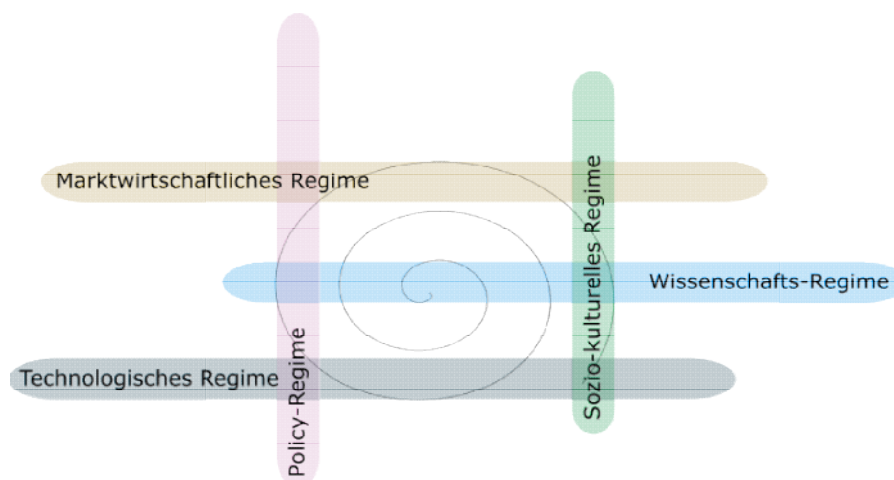 Marktwirtschaftliches Regime
Wissenschafts-Regime
Technologisches Regime
Policy-Regime
Sozio-kulturelles Regime